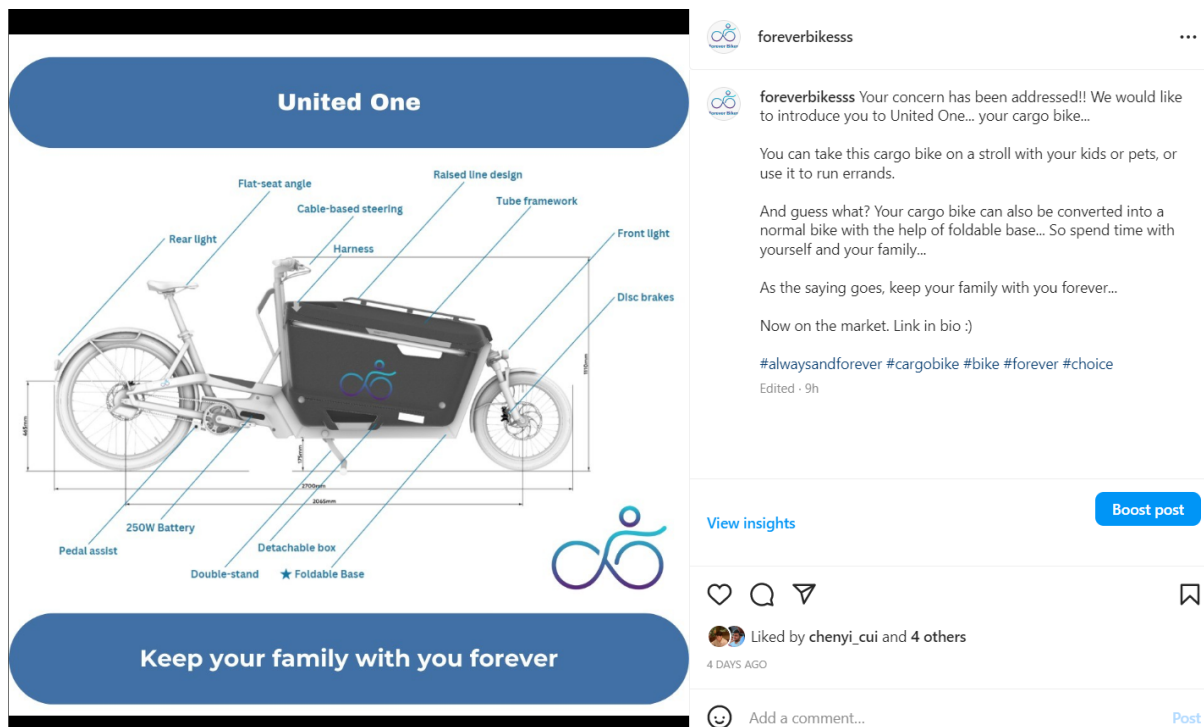 United One
Flat-seat angle
Raised line design
Cable-based steering
Tube framework
Rear light
Harness
Front light
Disc brakes
1110mm
665mm
175mm
2700mm
2065mm
250W Battery
Pedal assist
Detachable box
Double-stand
★ Foldable Base
Keep your family with you forever
foreverbikesss
foreverbikesss Your concern has been addressed!! We would like
to introduce you to United One... your cargo bike...
You can take this cargo bike on a stroll with your kids or pets, or
use it to run errands.
And guess what? Your cargo bike can also be converted into a
normal bike with the help of foldable base... So spend time with
yourself and your family...
As the saying goes, keep your family with you forever...
Now on the market. Link in bio :)
#alwaysandforever #cargobike #bike #forever #choice
Edited · 9h
View insights
Boost post
Liked by chenyi_cui and 4 others
4 DAYS AGO
Add a comment...
Post